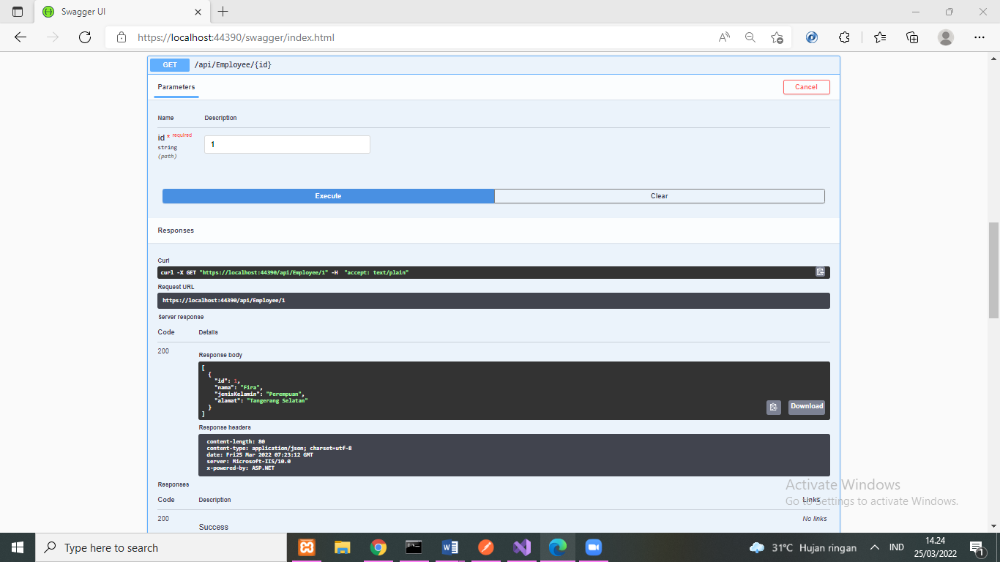 Swagger UI
https://localhost:44390/swagger/index.html
GET /api/Employee/{id}
Parameters
Cancel
Name Description
id * required
string
(path)
1
Execute Clear
Responses
Curl
curl -X GET "https://localhost:44390/api/Employee/1" -H "accept: text/plain"
Request URL
https://localhost:44390/api/Employee/1
Server response
Code Details
200
Response body
[
{
"id": 1,
"nama": "Fira",
"jenisKelamin": "Perempuan",
"alamat": "Tangerang Selatan"
}
]
Download
Response headers
content-length: 80
content-type: application/json; charset=utf-8
date: Fri25 Mar 2022 07:23:12 GMT
server: Microsoft-IIS/10.0
x-powered-by: ASP.NET
Responses
Code Description Links
200 No links
Success
Activate Windows
Go to Settings to activate Windows.
Type here to search
31°C Hujan ringan
IND
14.24
25/03/2022
1